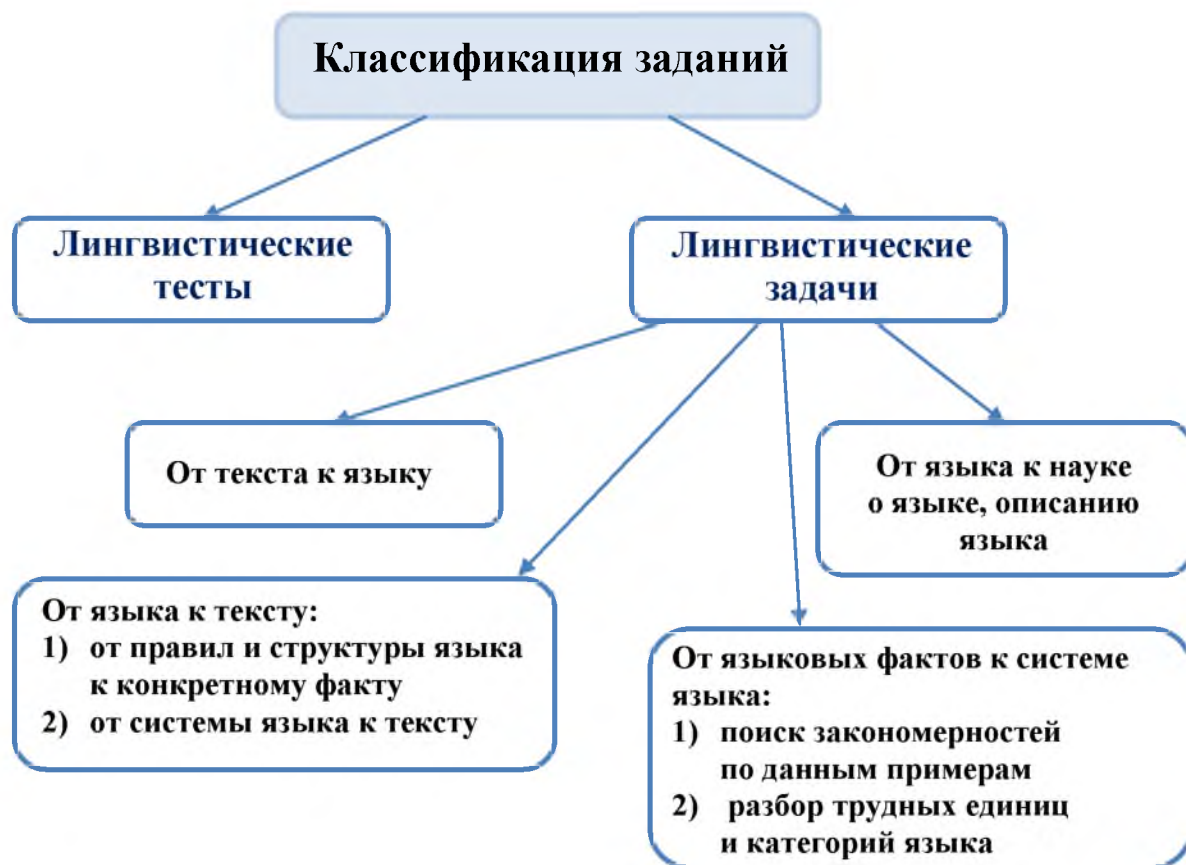 Классификация заданий
Лингвистические
тесты
Лингвистические
задачи
От текста к языку
От языка к науке
о языке, описанию
языка
От языка к тексту:
1) от правил и структуры языка
к конкретному факту
2) от системы языка к тексту
От языковых фактов к системе
языка:
1) поиск закономерностей
по данным примерам
2) разбор трудных единиц
и категорий языка